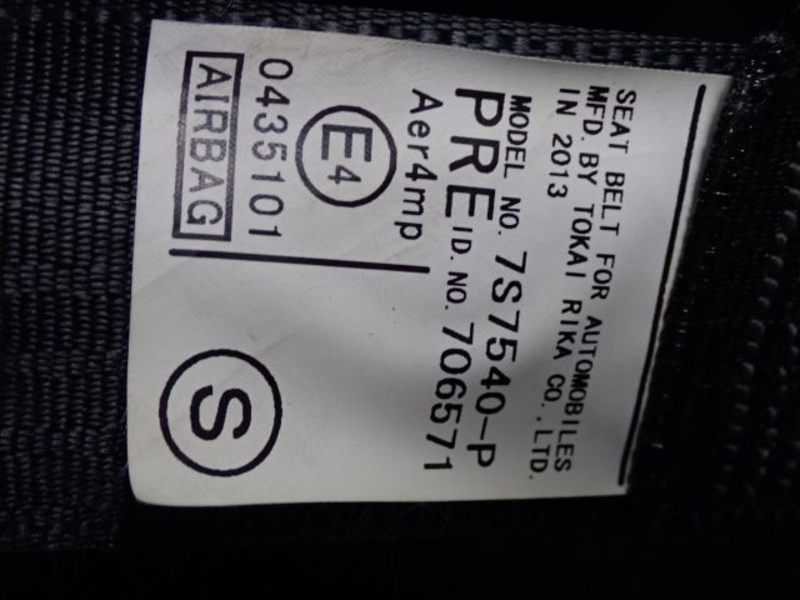 SEAT BELT FOR AUTOMOBILES
MFD. BY TOKAI RIKA CO.,LTD.
IN 2013
MODEL NO. 7S7540-P
PRE ID. NO. 706571
Aer4mp
E4
0435101
AIRBAG
S